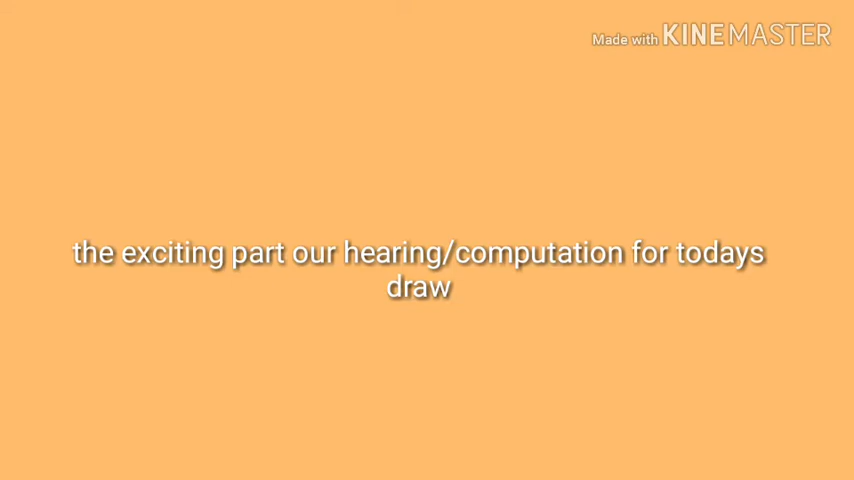 Made with KINEMASTER
the exciting part our hearing/computation for todays
draw